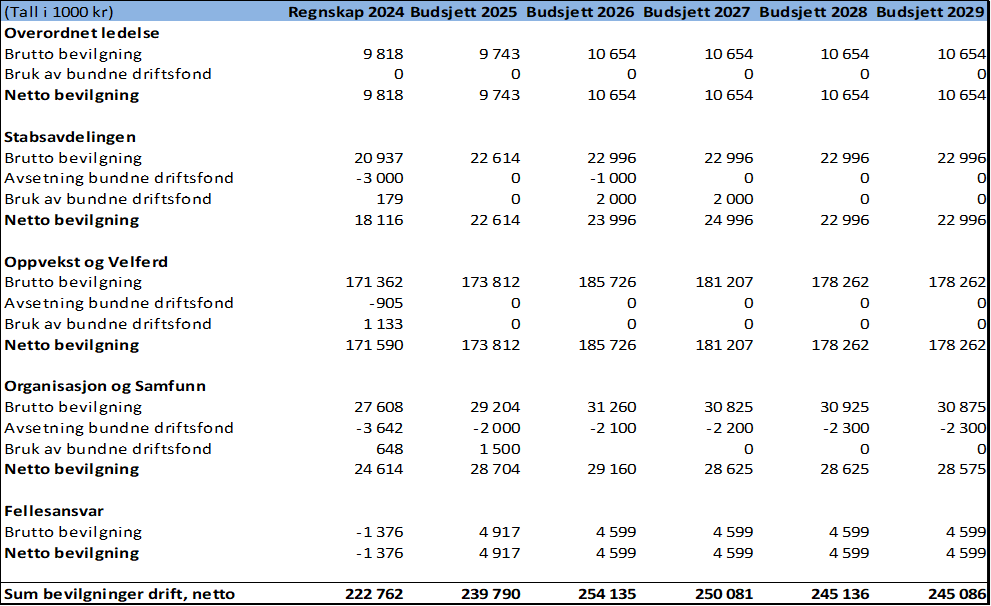 (Tall i 1000 kr) Regnskap 2024 Budsjett 2025 Budsjett 2026 Budsjett 2027 Budsjett 2028 Budsjett 2029
Overordnet ledelse
Brutto bevilgning 9 818 9 743 10 654 10 654 10 654 10 654
Bruk av bundne driftsfond 0 0 0 0 0 0
Netto bevilgning 9 818 9 743 10 654 10 654 10 654 10 654
Stabsavdelingen
Brutto bevilgning 20 937 22 614 22 996 22 996 22 996 22 996
Avsetning bundne driftsfond -3 000 0 -1 000 0 0 0
Bruk av bundne driftsfond 179 0 2 000 2 000 0 0
Netto bevilgning 18 116 22 614 23 996 24 996 22 996 22 996
Oppvekst og Velferd
Brutto bevilgning 171 362 173 812 185 726 181 207 178 262 178 262
Avsetning bundne driftsfond -905 0 0 0 0 0
Bruk av bundne driftsfond 1 133 0 0 0 0 0
Netto bevilgning 171 590 173 812 185 726 181 207 178 262 178 262
Organisasjon og Samfunn
Brutto bevilgning 27 608 29 204 31 260 30 825 30 925 30 875
Avsetning bundne driftsfond -3 642 -2 000 -2 100 -2 200 -2 300 -2 300
Bruk av bundne driftsfond 648 1 500 0 0 0
Netto bevilgning 24 614 28 704 29 160 28 625 28 625 28 575
Fellesansvar
Brutto bevilgning -1 376 4 917 4 599 4 599 4 599 4 599
Netto bevilgning -1 376 4 917 4 599 4 599 4 599 4 599
Sum bevilgninger drift, netto 222 762 239 790 254 135 250 081 245 136 245 086